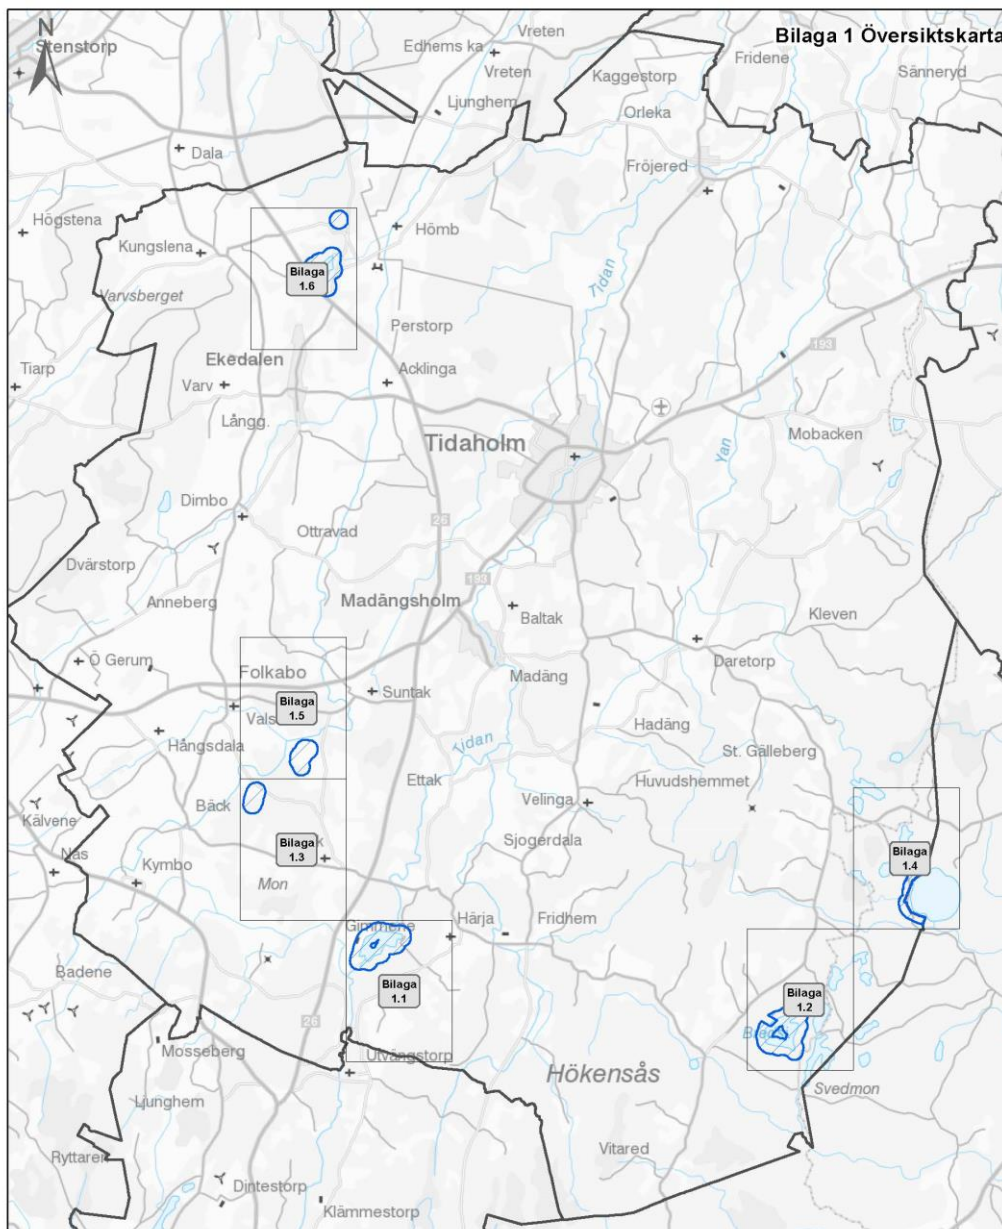 Bilaga 1 Översiktskarta
N
Stenstorp
Edhems ka
Vreten
Vreten
Kaggestorp
Fridene
Sänneryd
Ljunghem
Orleka
Dala
Fröjered
Högstena
Hömb
Kungslena
Bilaga
1.6
Varvsberget
Tidan
Perstorp
193
Ekedalen
Tiarp
Varv
Acklinga
Långg.
Tidaholm
Yan
Mobacken
Dimbo
26
Ottravad
Dvärstorp
193
Anneberg
Madängsholm
Baltak
Kleven
Ö Gerum
Folkabo
Madäng
Daretorp
Suntak
Bilaga
1.5
Vals
Hångsdala
Tidan
Hadäng
St. Gälleberg
Ettak
Huvudshemmet
Bäck
Velinga
Kälvene
Sjogerdala
Bilaga
1.3
k
Bilaga
1.4
Näs
Kymbo
Mon
Gimmene
Härja
Fridhem
Badene
Bilaga
1.1
Bilaga
1.2
26
Mosseberg
Utvängstorp
Hökensås
Svedmon
Ljunghem
Ryttaren
Vitared
Dintestorp
Klämmestorp